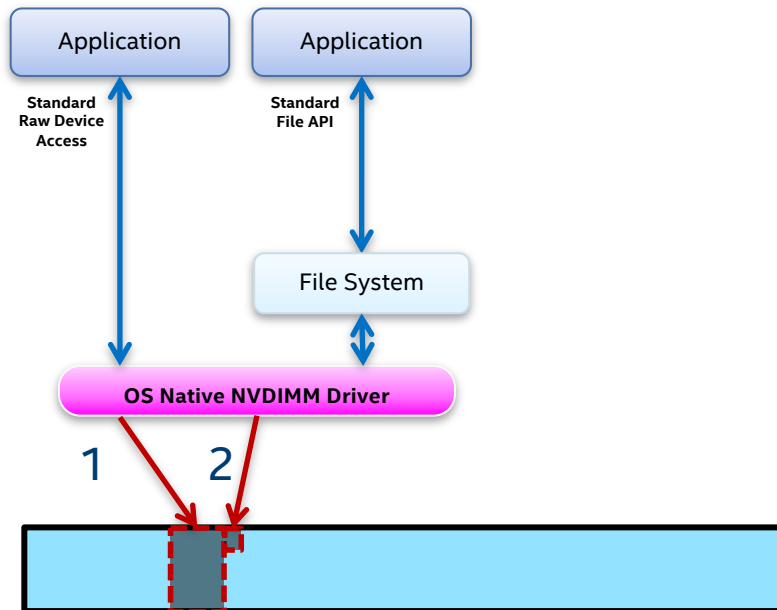 Application
Application
Standard
Raw Device
Access
Standard
File API
File System
OS Native NVDIMM Driver
1
2